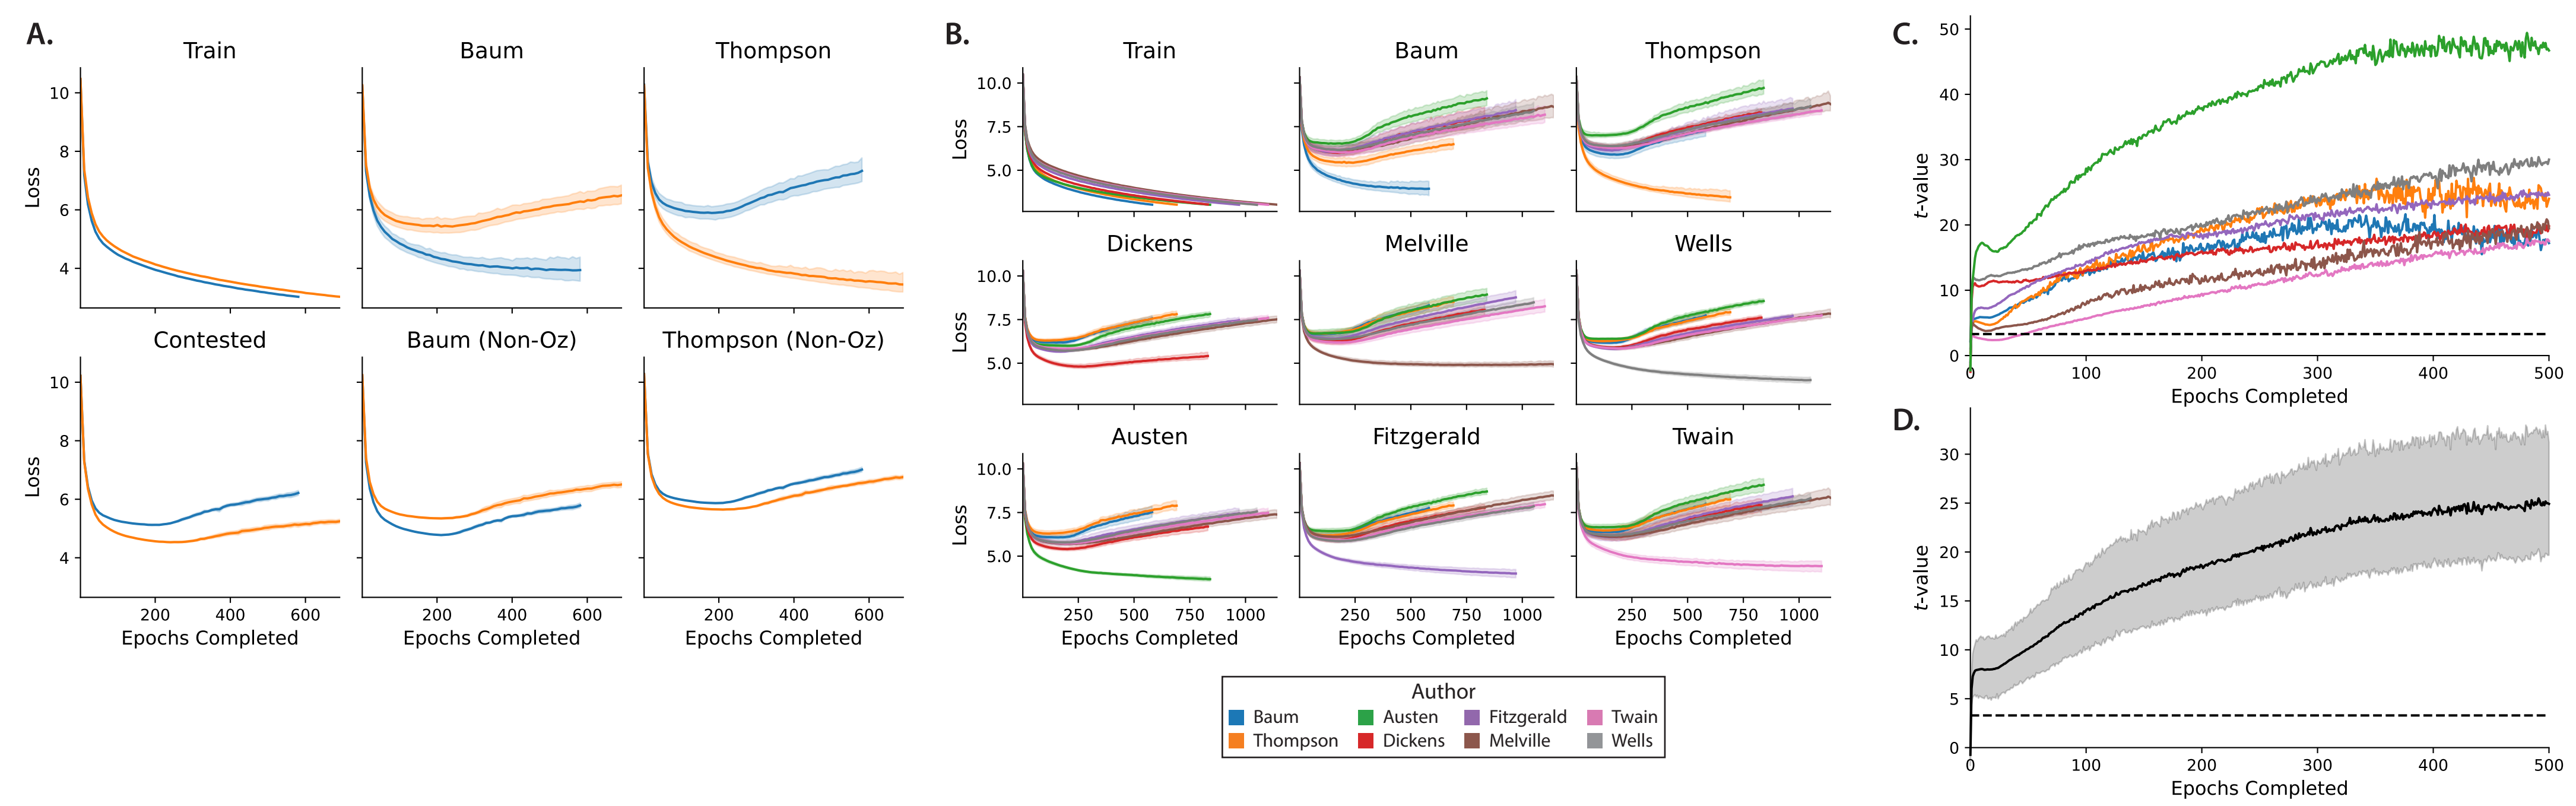 A.
Train
Baum
Thompson
Loss
10
8
6
4
Contested
Baum (Non-Oz)
Thompson (Non-Oz)
Loss
10
8
6
4
200 400 600
200 400 600
200 400 600
Epochs Completed
Epochs Completed
Epochs Completed
B.
Train
Baum
Thompson
Loss
10.0
7.5
5.0
Dickens
Melville
Wells
Loss
10.0
7.5
5.0
Austen
Fitzgerald
Twain
Loss
10.0
7.5
5.0
250 500 750 1000
250 500 750 1000
250 500 750 1000
Epochs Completed
Epochs Completed
Epochs Completed
Author
Baum
Austen
Fitzgerald
Twain
Thompson
Dickens
Melville
Wells
C.
t-value
50
40
30
20
10
0
0 100 200 300 400 500
Epochs Completed
D.
t-value
30
25
20
15
10
5
0
0 100 200 300 400 500
Epochs Completed